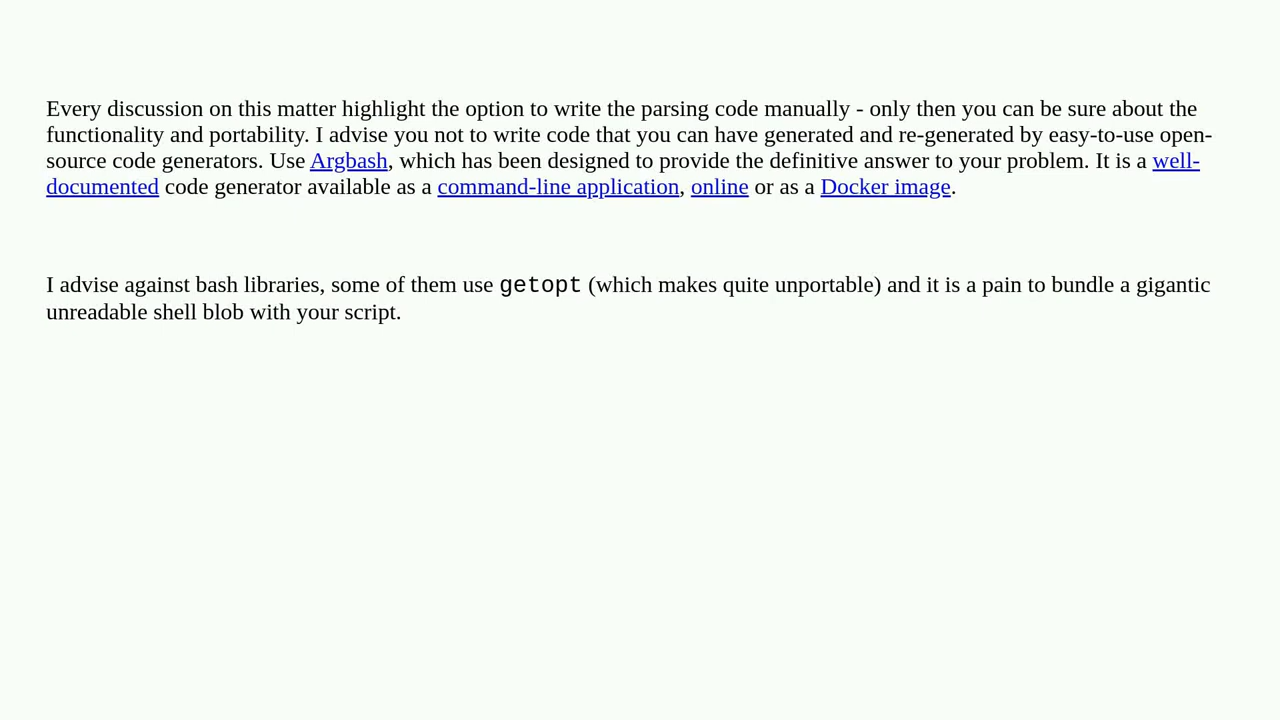 Every discussion on this matter highlight the option to write the parsing code manually - only then you can be sure about the
functionality and portability. I advise you not to write code that you can have generated and re-generated by easy-to-use open-
source code generators. Use Argbash, which has been designed to provide the definitive answer to your problem. It is a well-
documented code generator available as a command-line application, online or as a Docker image.
I advise against bash libraries, some of them use getopt (which makes quite unportable) and it is a pain to bundle a gigantic
unreadable shell blob with your script.